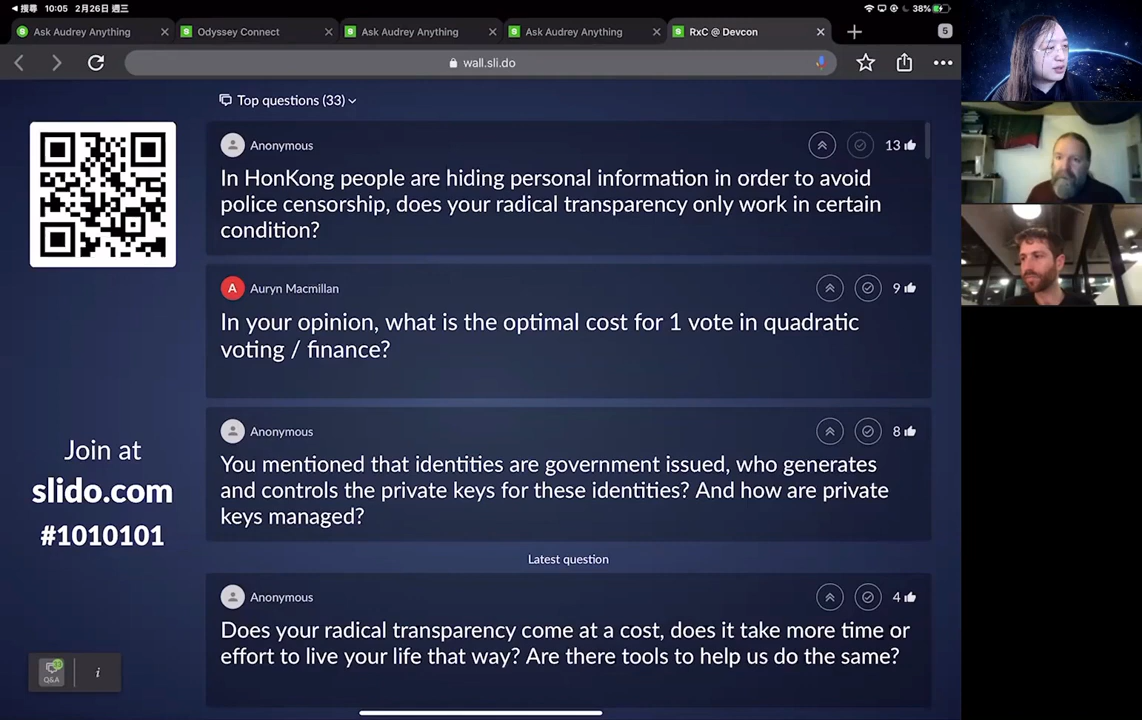 搜尋 10:05 2月26日 週三
38%
Ask Audrey Anything
Odyssey Connect
Ask Audrey Anything
Ask Audrey Anything
RxC @ Devcon
5
wall.sli.do
Top questions (33)
Anonymous
13
In HonKong people are hiding personal information in order to avoid
police censorship, does your radical transparency only work in certain
condition?
A Auryn Macmillan
9
In your opinion, what is the optimal cost for 1 vote in quadratic
voting / finance?
Anonymous
8
You mentioned that identities are government issued, who generates
and controls the private keys for these identities? And how are private
keys managed?
Latest question
Anonymous
4
Does your radical transparency come at a cost, does it take more time or
effort to live your life that way? Are there tools to help us do the same?
Join at
slido.com
#1010101
Q&A
i